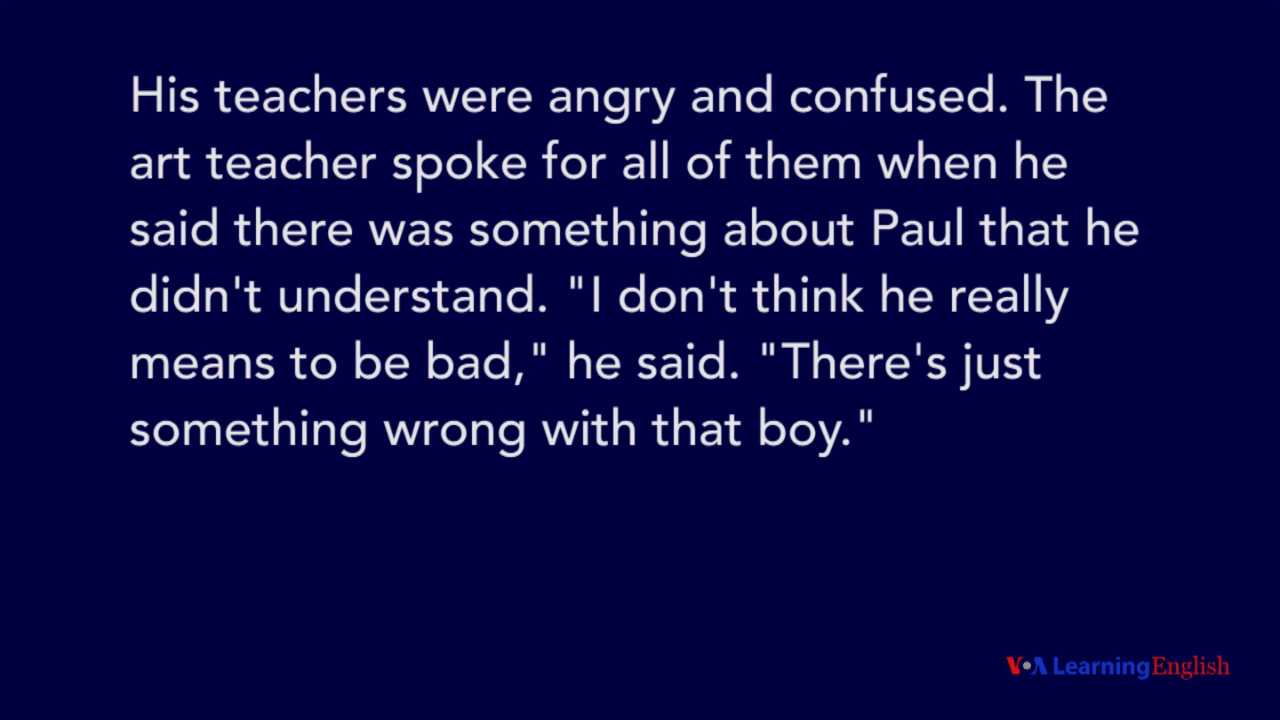 His teachers were angry and confused. The
art teacher spoke for all of them when he
said there was something about Paul that he
didn't understand. "I don't think he really
means to be bad," he said. "There's just
something wrong with that boy."
VOA Learning English